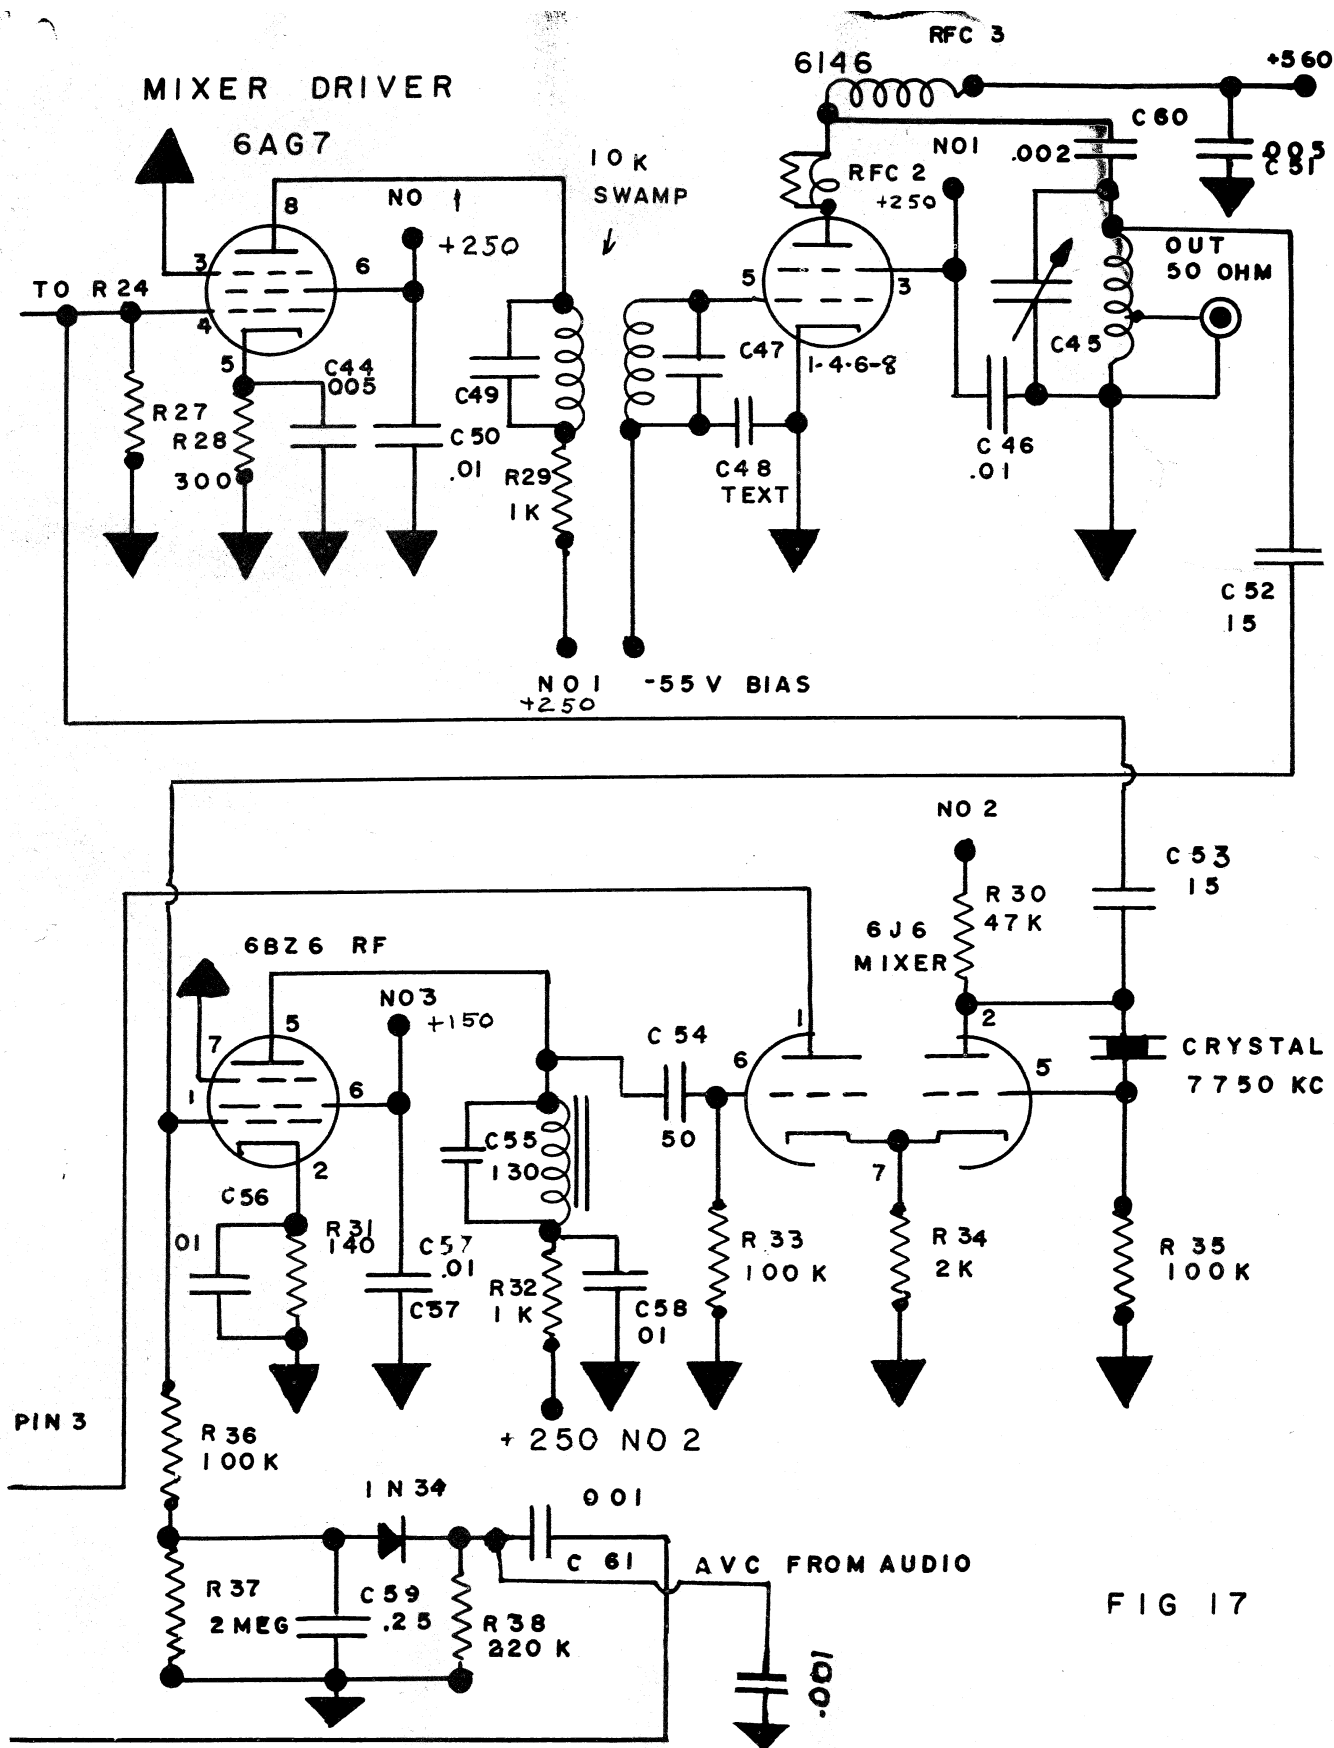 RFC 3
6146
+560
MIXER DRIVER
6AG7
10K
SWAMP
NO 1
+250
8
3
6
4
5
TO R24
R27
R28
300
C44
005
C50
.01
C49
R29
1K
NO1
+250
-55V BIAS
C47
C48
TEXT
RFC 2
NO1
+250
5
3
1-4-6-8
.002
C60
.005
C51
OUT
50 OHM
C45
C46
.01
C52
15
NO 2
R30
47K
6J6
MIXER
C53
15
6BZ6 RF
NO3
+150
5
7
1
6
2
C54
50
1
2
6
5
7
CRYSTAL
7750 KC
C55
130
C56
01
R31
140
C57
.01
C57
R32
1K
C58
01
R33
100K
R34
2K
R35
100K
+250 NO2
PIN 3
R36
100K
1N34
001
C 61
AVC FROM AUDIO
R37
2MEG
C59
.25
R38
220K
.001
FIG 17